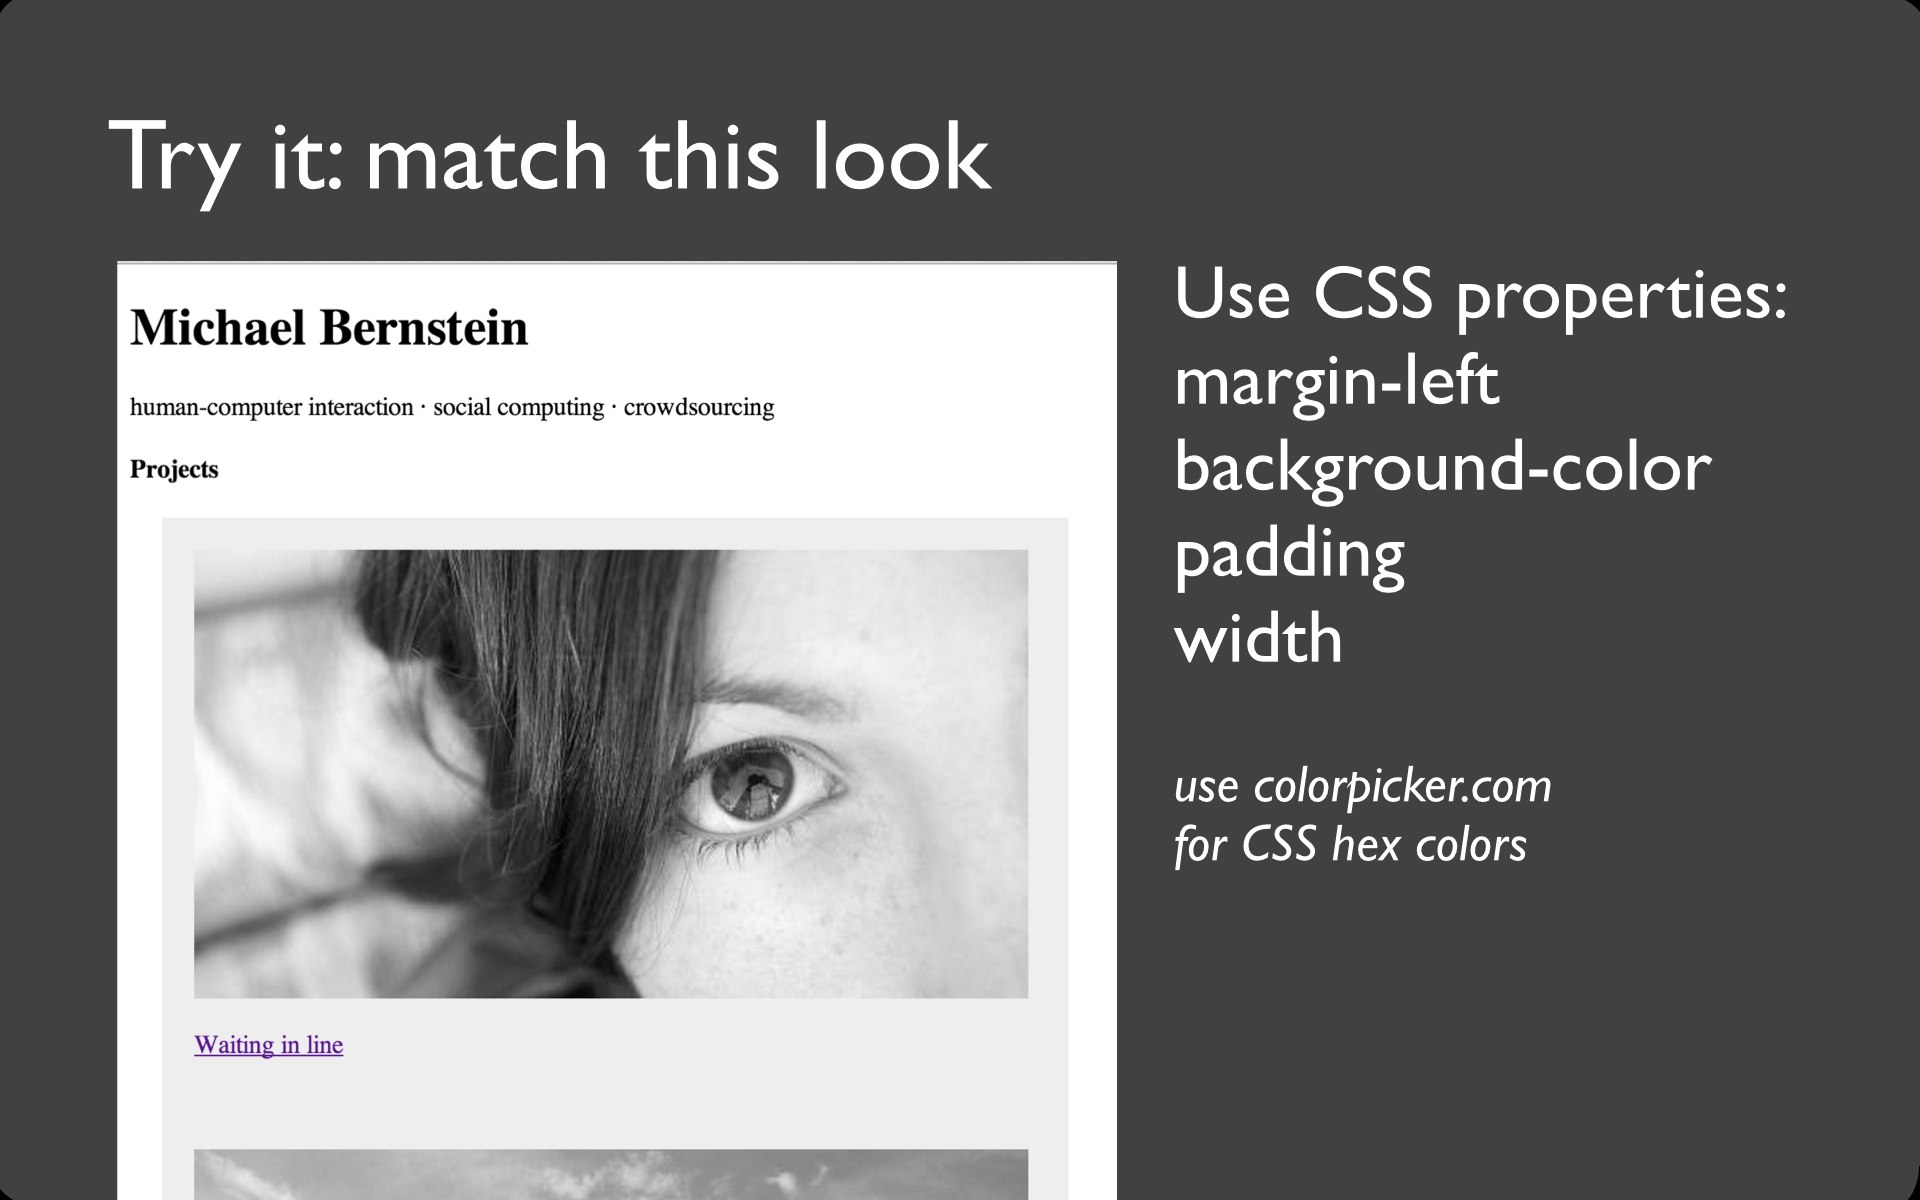 Try it: match this look
Michael Bernstein
human-computer interaction · social computing · crowdsourcing
Projects
Waiting in line
Use CSS properties:
margin-left
background-color
padding
width
use colorpicker.com
for CSS hex colors